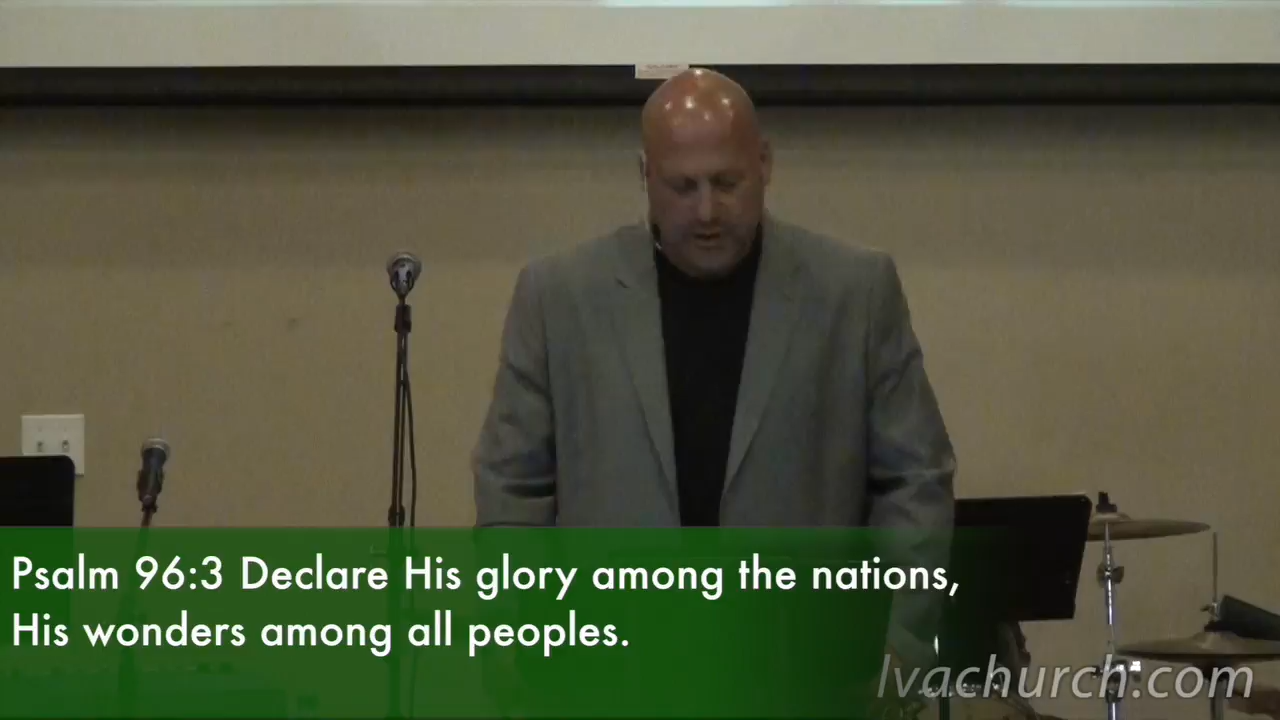 Psalm 96:3 Declare His glory among the nations,
His wonders among all peoples.
lvachurch.com